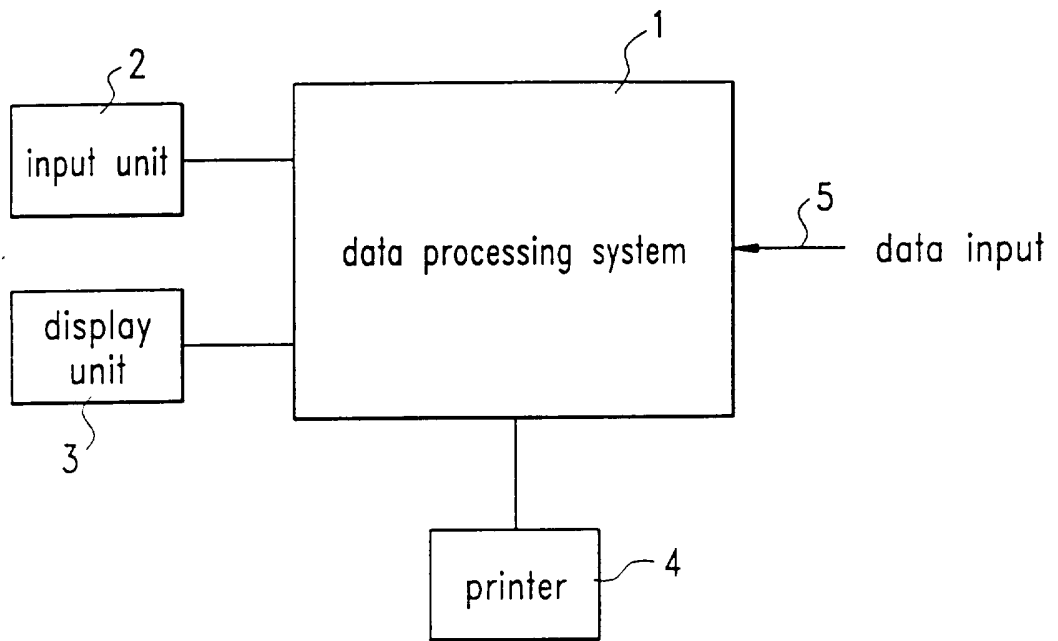 1
2
input unit
data processing system
5
data input
display
unit
3
printer
4